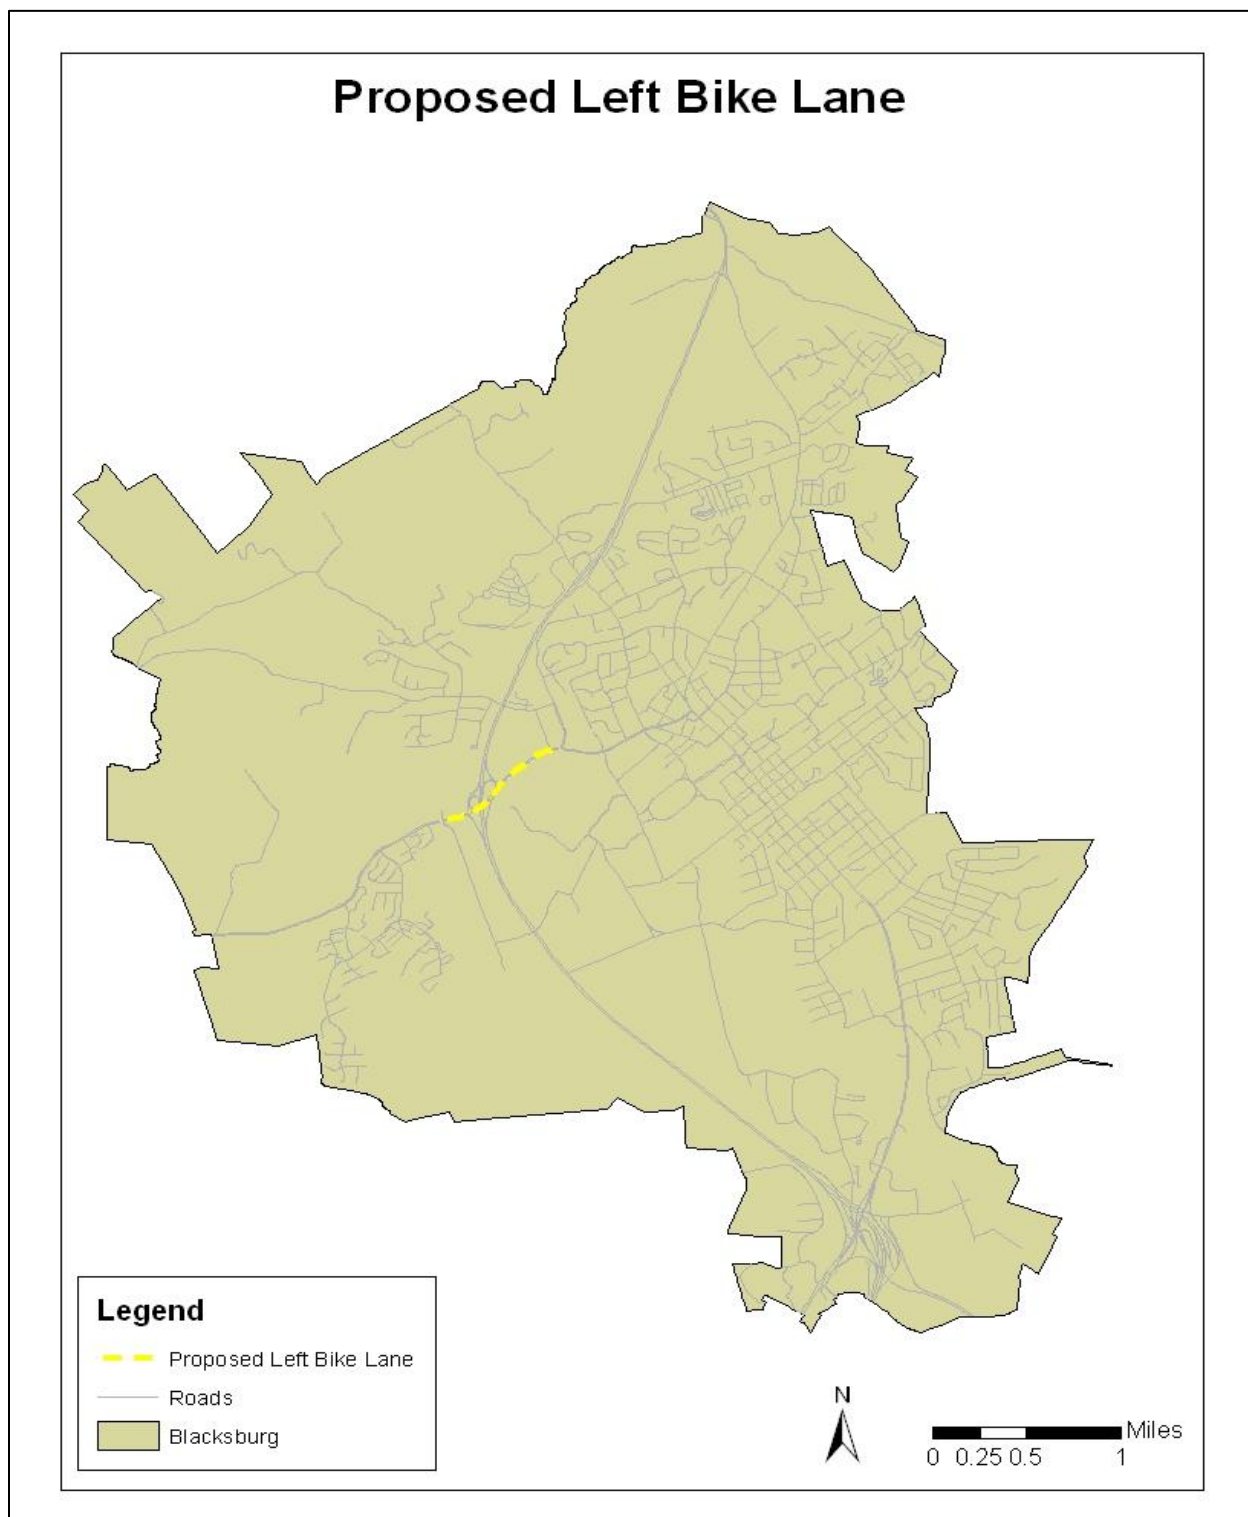 Proposed Left Bike Lane
Legend
Proposed Left Bike Lane
Roads
Blacksburg
N
Miles
0 0.25 0.5 1